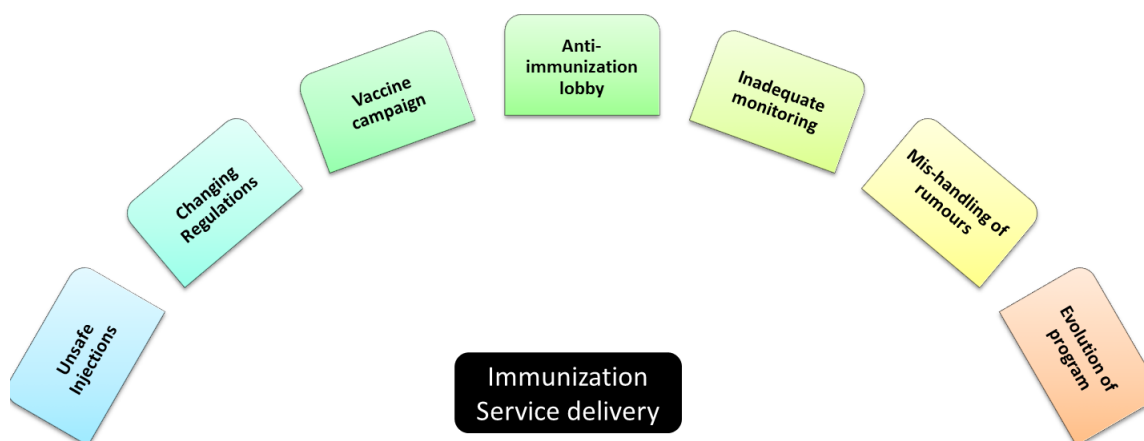 Unsafe
Injections
Changing
Regulations
Vaccine
campaign
Anti-
immunization
lobby
Inadequate
monitoring
Mis-handling of
rumours
Evolution of
program
Immunization
Service delivery